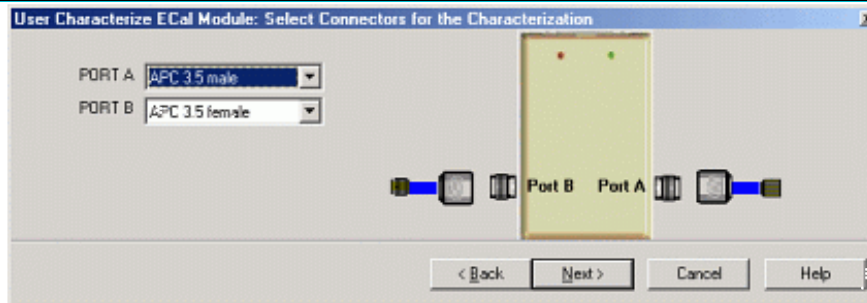 User Characterize ECal Module: Select Connectors for the Characterization
PORT A APC 3.5 male
PORT B APC 3.5 female
Port B Port A
< Back Next > Cancel Help